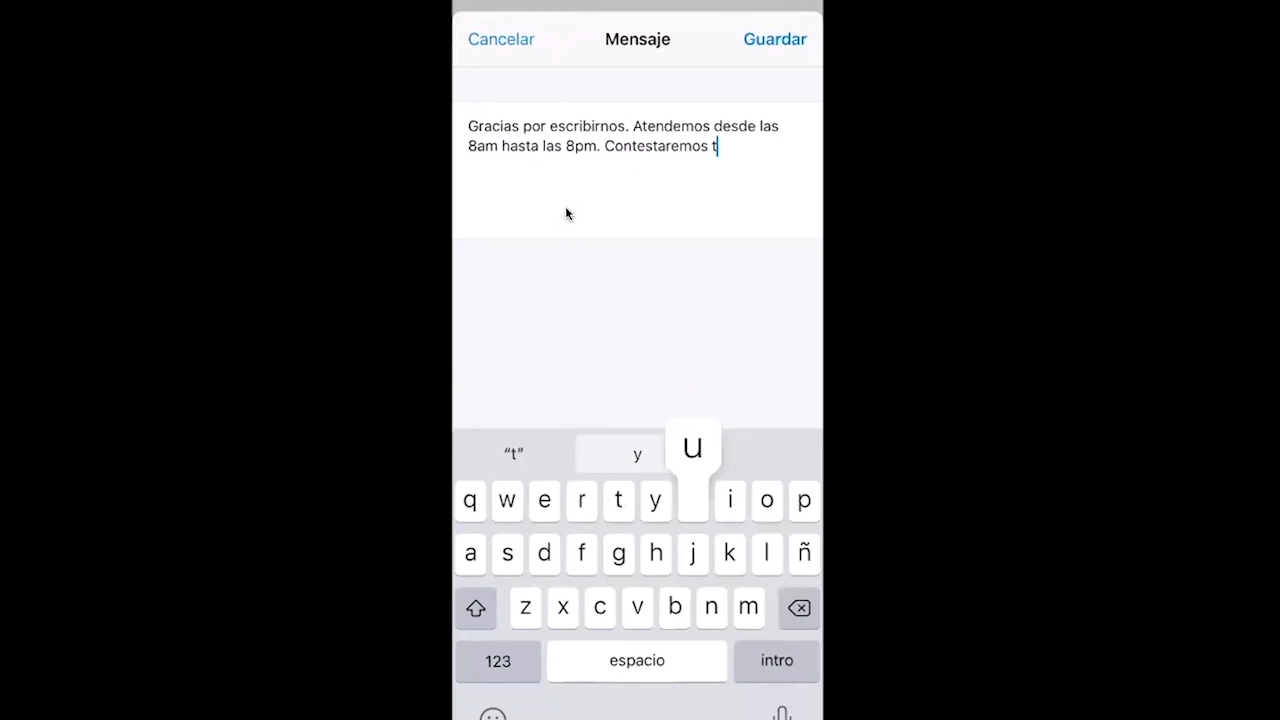 Cancelar Mensaje Guardar
Gracias por escribirnos. Atendemos desde las
8am hasta las 8pm. Contestaremos t
“t” y u
q w e r t y i o p
a s d f g h j k l ñ
z x c v b n m
123 espacio intro